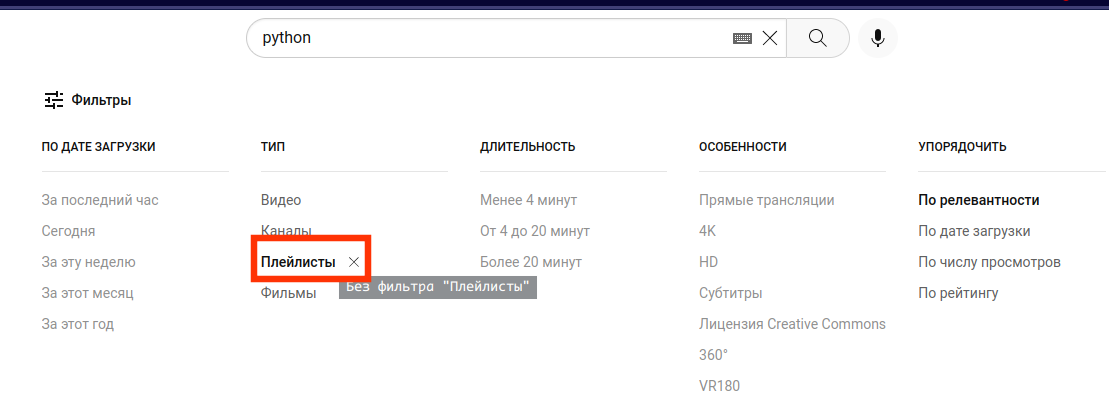 python
Фильтры
ПО ДАТЕ ЗАГРУЗКИ
За последний час
Сегодня
За эту неделю
За этот месяц
За этот год
ТИП
Видео
Каналы
Плейлисты
Без фильтра "Плейлисты"
Фильмы
ДЛИТЕЛЬНОСТЬ
Менее 4 минут
От 4 до 20 минут
Более 20 минут
ОСОБЕННОСТИ
Прямые трансляции
4K
HD
Субтитры
Лицензия Creative Commons
360°
VR180
УПОРЯДОЧИТЬ
По релевантности
По дате загрузки
По числу просмотров
По рейтингу